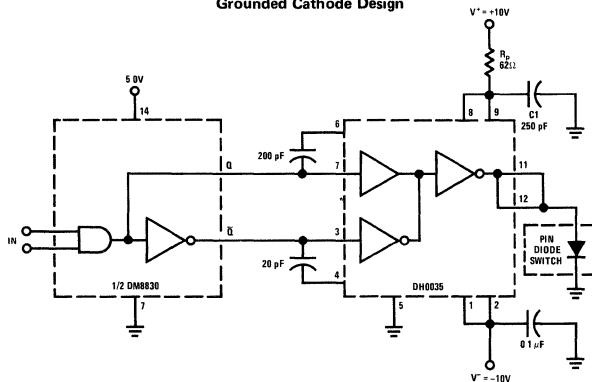 Grounded Cathode Design
V+ = +10V
Rp
62Ω
5 0V
14
8
9
C1
250 pF
6
200 pF
Q
7
11
12
IN
Q̄
3
20 pF
4
PIN
DIODE
SWITCH
1/2 DM8830
DH0035
7
5
1
2
0 1 µF
V− = −10V